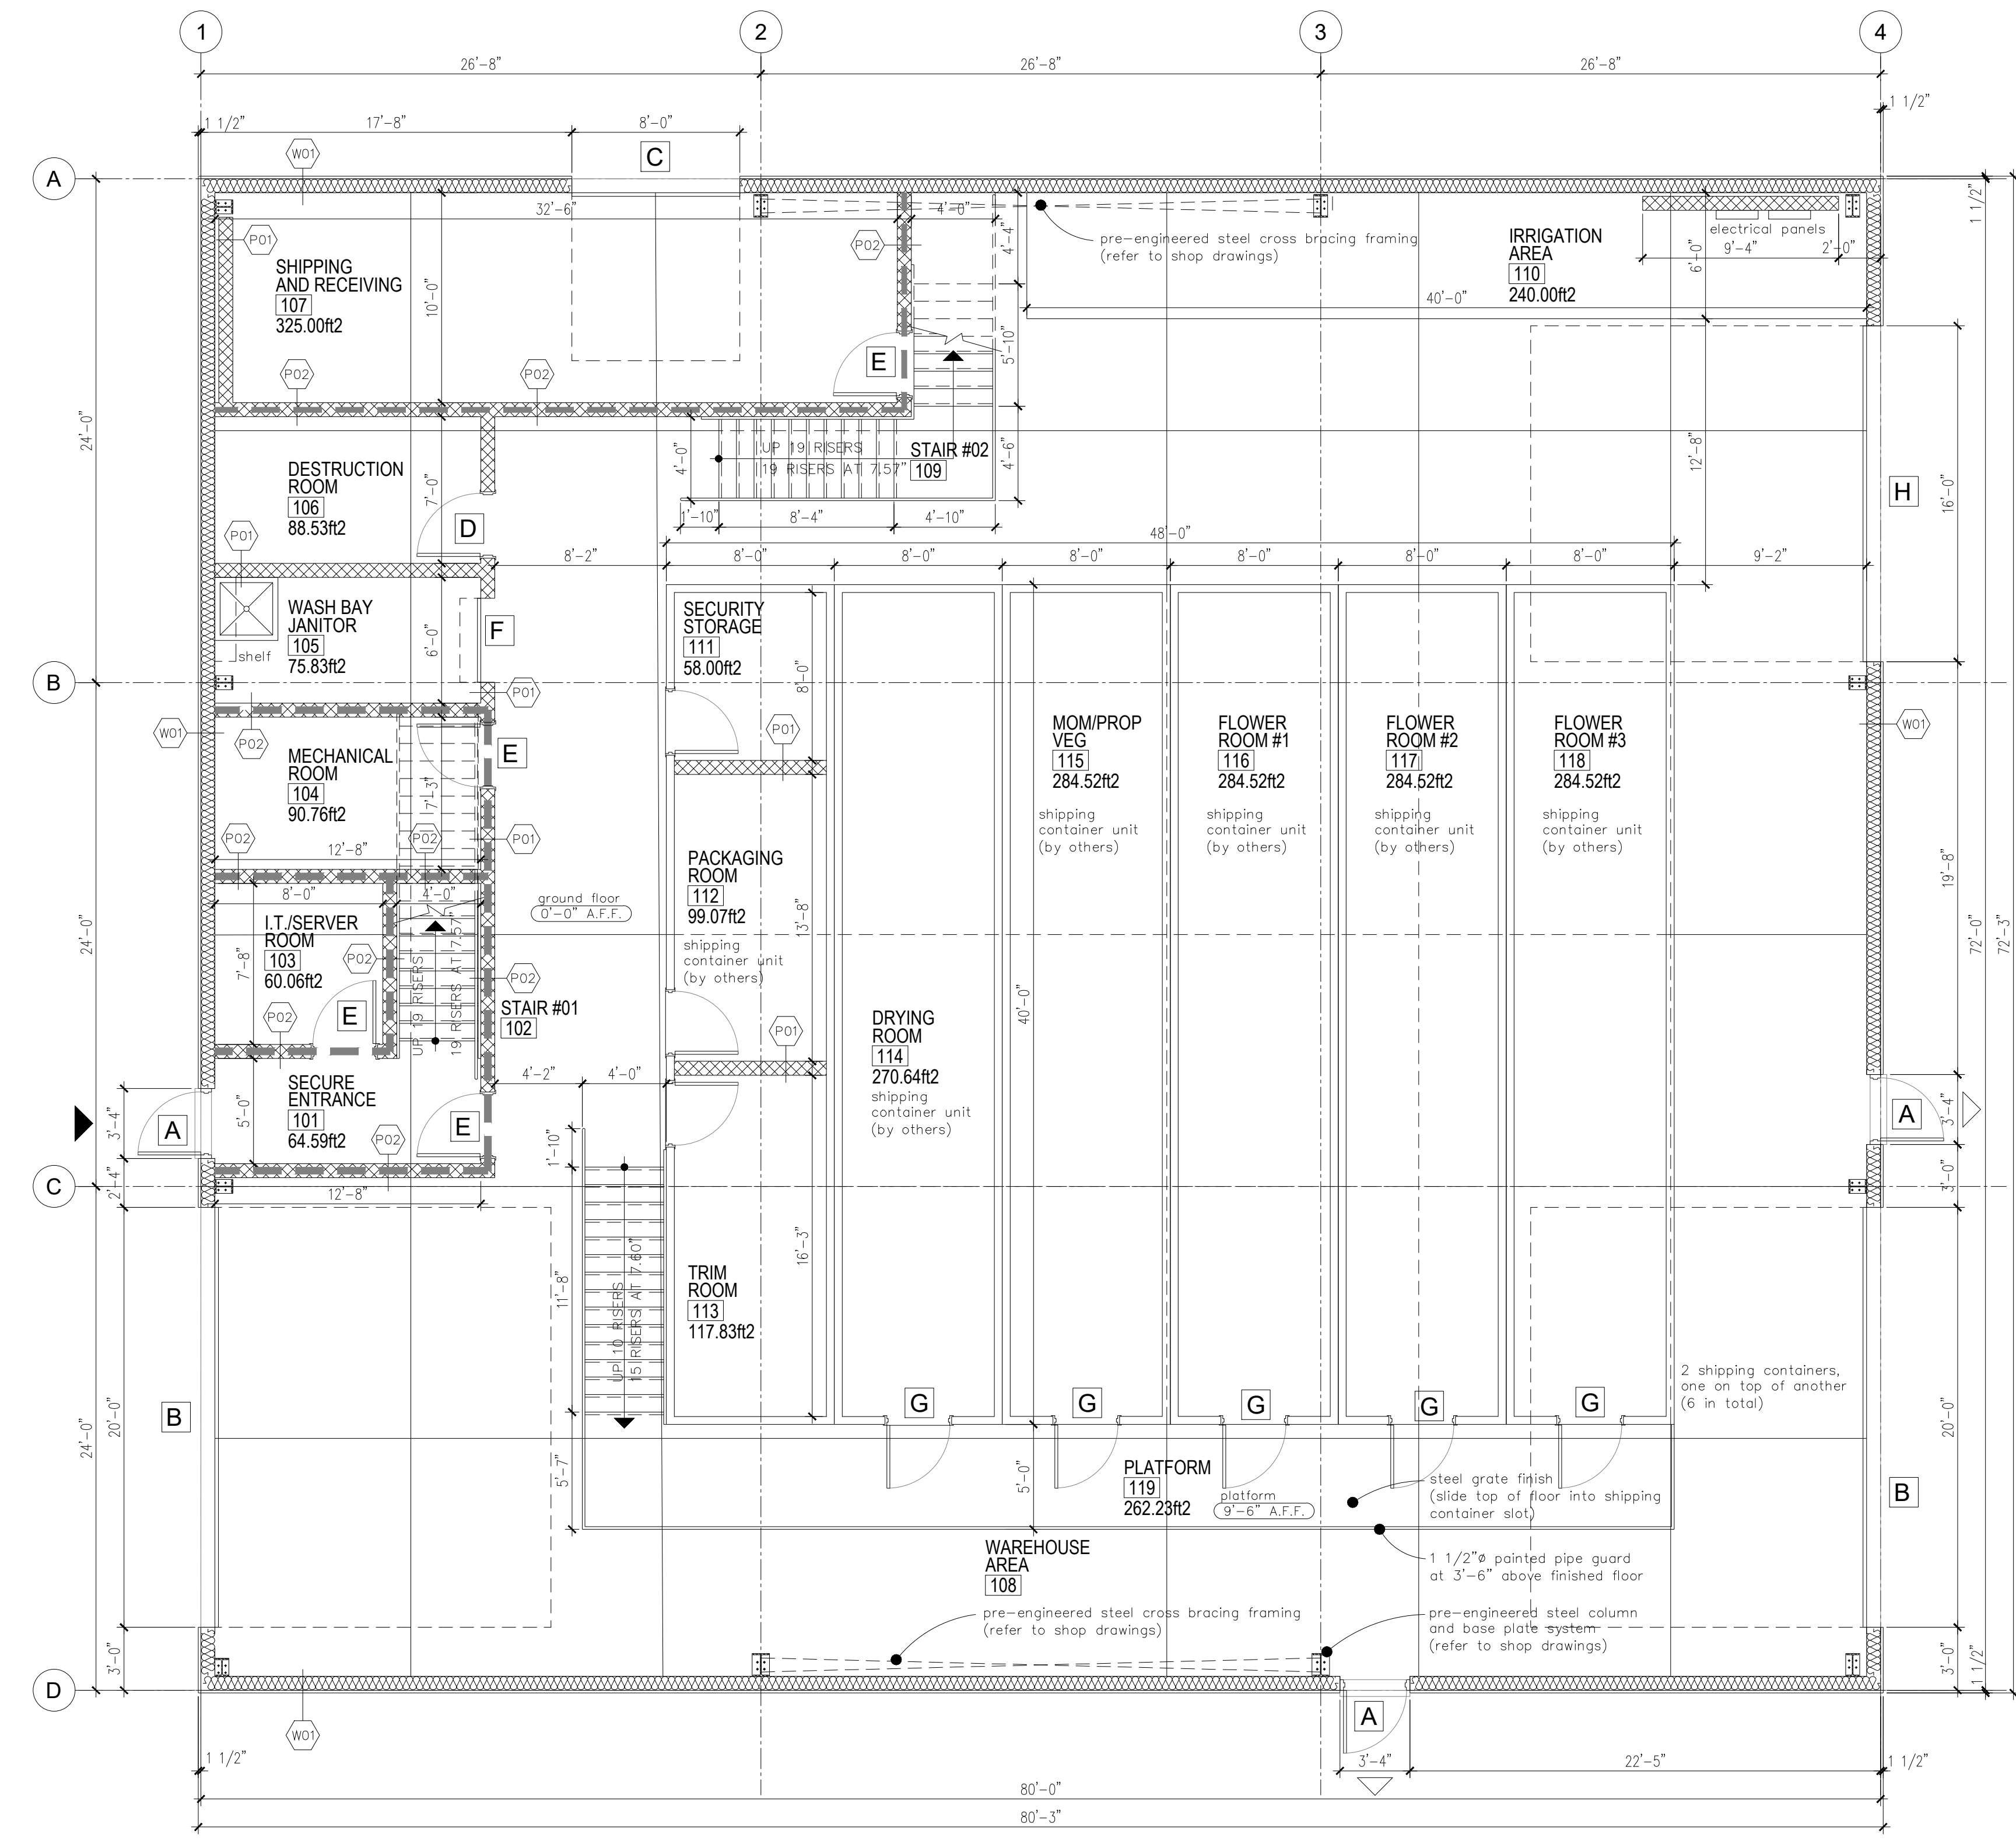 1
2
3
4
26'-8"
26'-8"
26'-8"
1 1/2"
1 1/2"
17'-8"
8'-0"
W01
C
A
32'-6"
4'-0"
P01
P02
4'-4"
pre-engineered steel cross bracing framing
(refer to shop drawings)
IRRIGATION
AREA
110
240.00ft2
electrical panels
9'-4"
2'-0"
6'-0"
1 1/2"
SHIPPING
AND RECEIVING
107
325.00ft2
10'-0"
40'-0"
5'-10"
E
P02
P02
24'-0"
4'-0"
UP 19 RISERS
19 RISERS AT 7.57"
STAIR #02
109
4'-6"
12'-8"
DESTRUCTION
ROOM
106
88.53ft2
7'-0"
D
H
16'-0"
1'-10"
8'-4"
4'-10"
P01
48'-0"
8'-2"
8'-0"
8'-0"
8'-0"
8'-0"
8'-0"
8'-0"
9'-2"
WASH BAY
JANITOR
105
75.83ft2
shelf
6'-0"
F
SECURITY
STORAGE
111
58.00ft2
8'-0"
B
P01
W01
P02
MECHANICAL
ROOM
104
90.76ft2
E
7'-3"
P01
MOM/PROP
VEG
115
284.52ft2
shipping
container unit
(by others)
FLOWER
ROOM #1
116
284.52ft2
shipping
container unit
(by others)
FLOWER
ROOM #2
117
284.52ft2
shipping
container unit
(by others)
FLOWER
ROOM #3
118
284.52ft2
shipping
container unit
(by others)
W01
P02
P02
P01
12'-8"
8'-0"
4'-0"
PACKAGING
ROOM
112
99.07ft2
shipping
container unit
(by others)
13'-8"
19'-8"
ground floor
0'-0" A.F.F.
24'-0"
I.T./SERVER
ROOM
103
60.06ft2
7'-8"
P02
P02
UP 19 RISERS
19 RISERS AT 7.57"
72'-0"
72'-3"
STAIR #01
102
P02
E
P01
DRYING
ROOM
114
270.64ft2
shipping
container unit
(by others)
40'-0"
SECURE
ENTRANCE
101
64.59ft2
5'-0"
4'-2"
4'-0"
3'-4"
A
P02
E
A
3'-4"
1'-10"
C
2'-4"
12'-8"
3'-0"
11'-8"
UP 10 RISERS
15 RISERS AT 7.60"
16'-3"
TRIM
ROOM
113
117.83ft2
2 shipping containers,
one on top of another
(6 in total)
B
20'-0"
24'-0"
G
G
G
G
G
20'-0"
5'-7"
5'-0"
PLATFORM
119
262.23ft2
platform
9'-6" A.F.F.
steel grate finish
(slide top of floor into shipping
container slot)
B
WAREHOUSE
AREA
108
1 1/2"ø painted pipe guard
at 3'-6" above finished floor
pre-engineered steel cross bracing framing
(refer to shop drawings)
pre-engineered steel column
and base plate system
(refer to shop drawings)
3'-0"
3'-0"
1 1/2"
D
W01
A
1 1/2"
3'-4"
22'-5"
1 1/2"
80'-0"
80'-3"